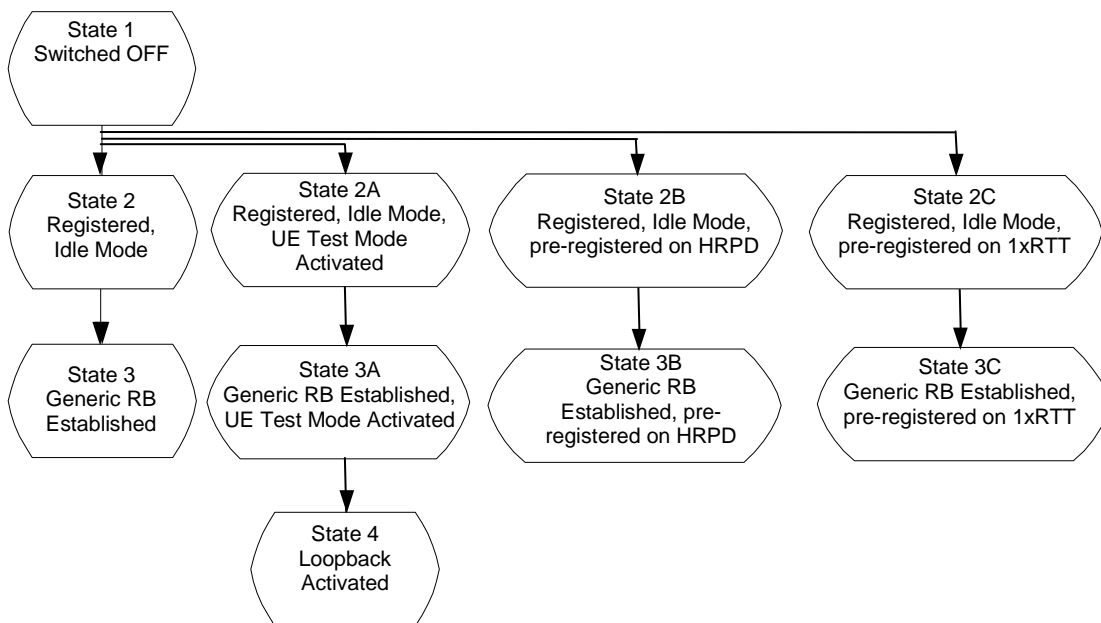 State 1
Switched OFF
State 2
Registered,
Idle Mode
State 2A
Registered, Idle Mode,
UE Test Mode
Activated
State 2B
Registered, Idle Mode,
pre-registered on HRPD
State 2C
Registered, Idle Mode,
pre-registered on 1xRTT
State 3
Generic RB
Established
State 3A
Generic RB Established,
UE Test Mode Activated
State 3B
Generic RB
Established, pre-
registered on HRPD
State 3C
Generic RB Established,
pre-registered on 1xRTT
State 4
Loopback
Activated